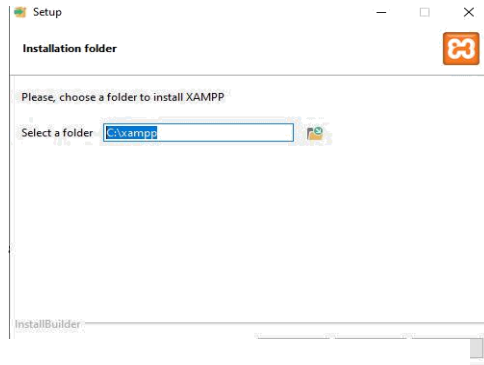 Setup
Installation folder
Please, choose a folder to install XAMPP
Select a folder C:\xampp
InstallBuilder